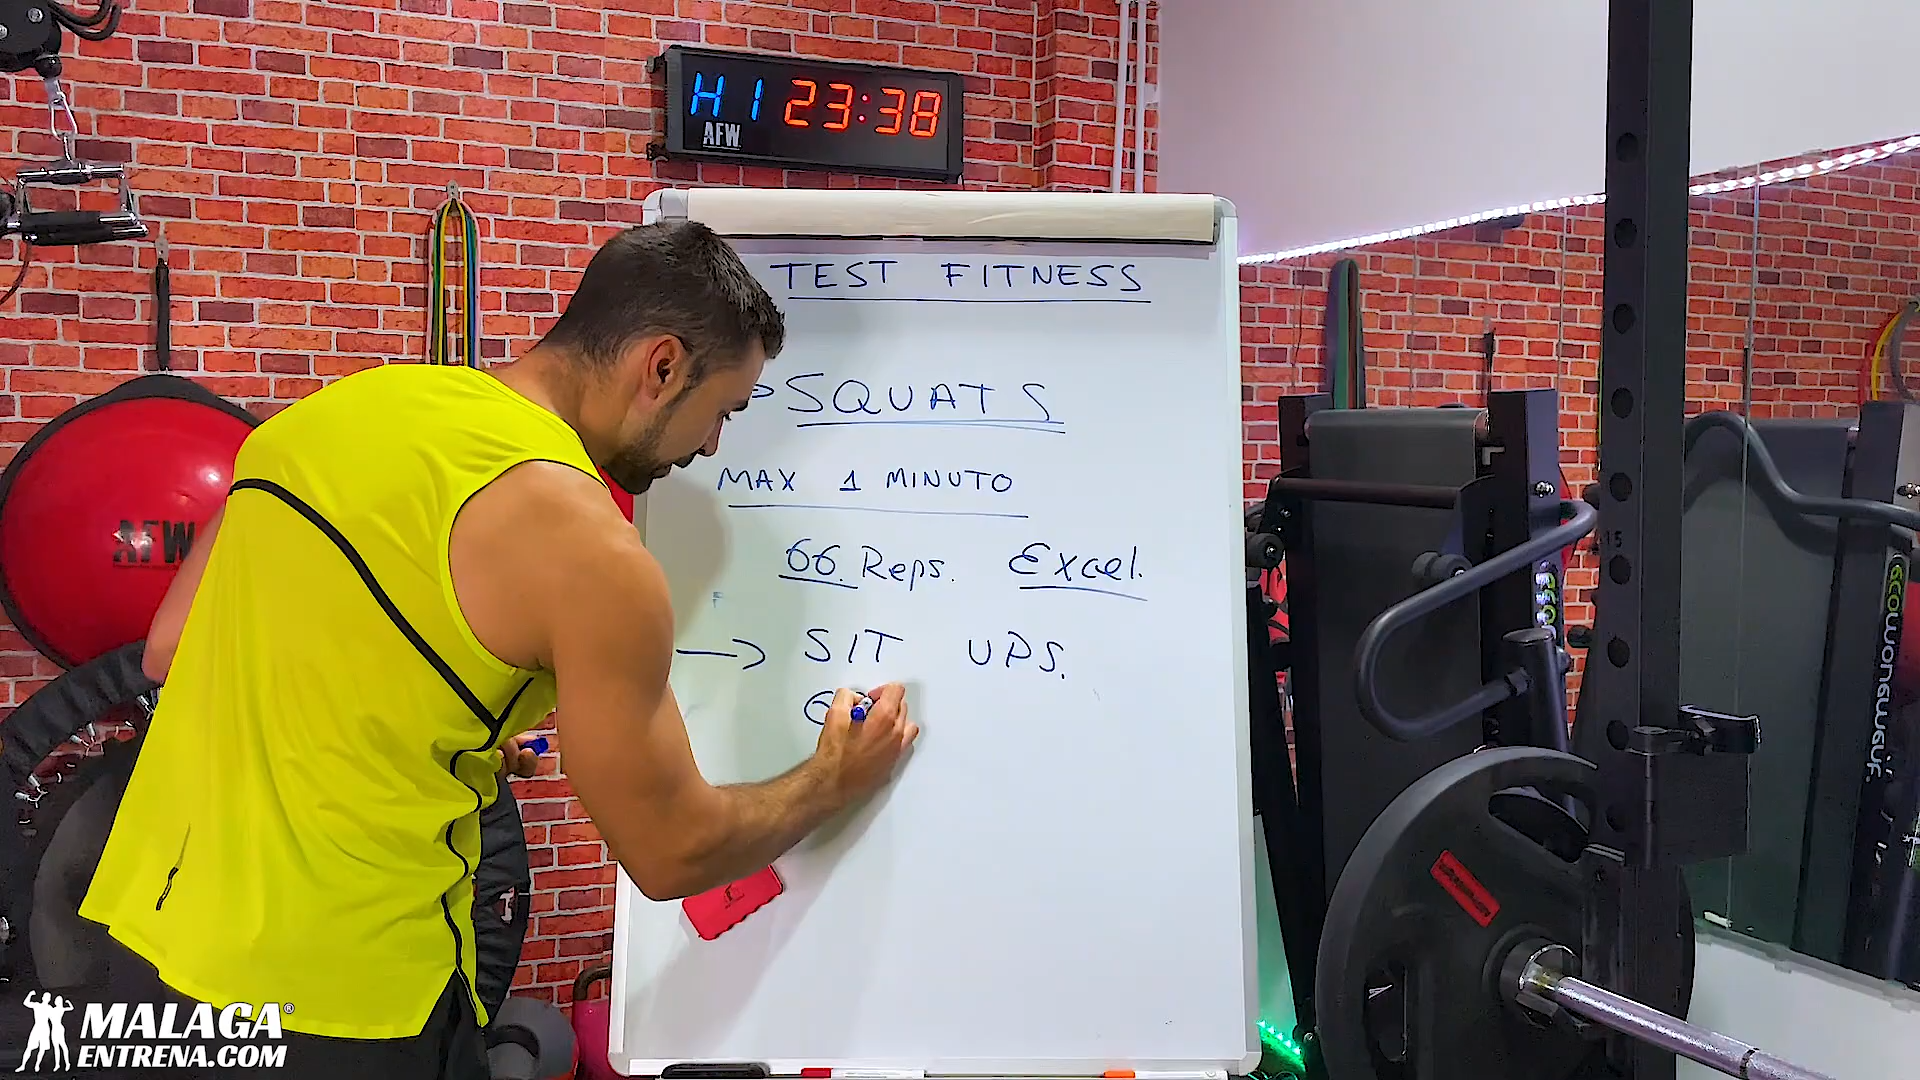 H1 23:38
AFW
TEST FITNESS
SQUATS
MAX 1 MINUTO
66 Reps. Excel.
→ SIT UPS.
6
AFW
MALAGA®
ENTRENA.COM